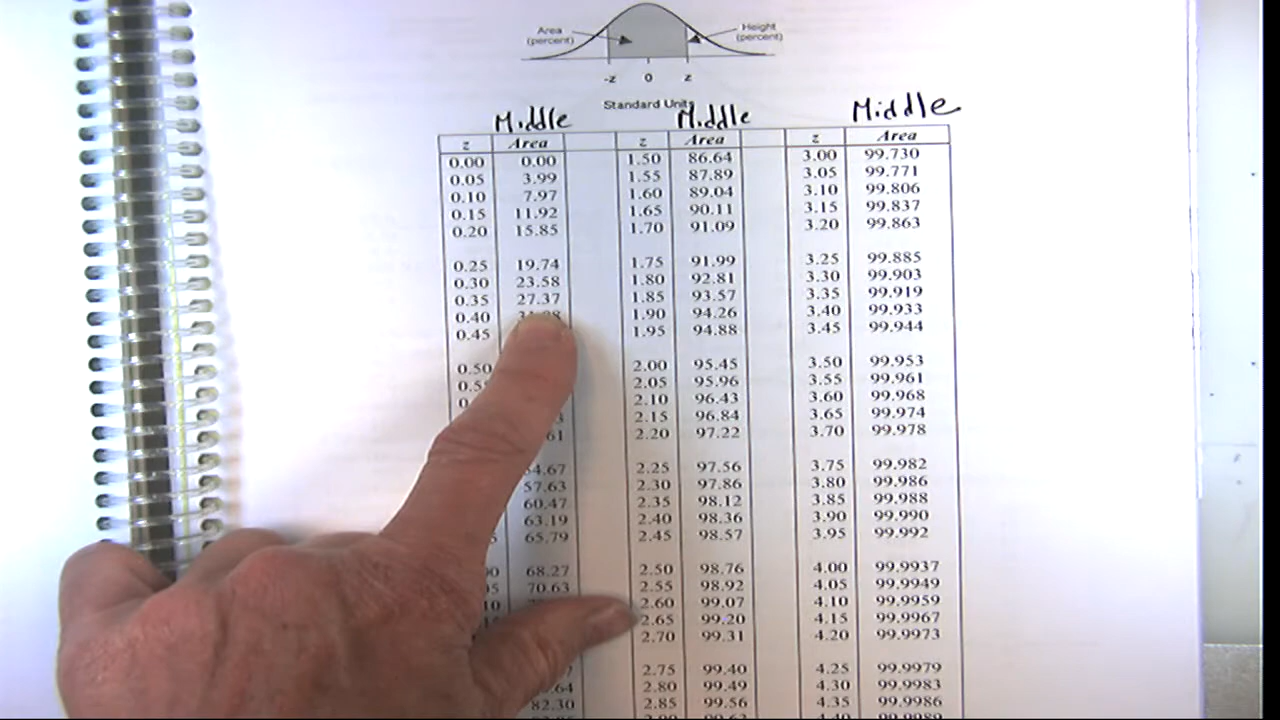 Area Height
(percent) (percent)
-z 0 z
Standard Units
Middle Middle Middle
z Area z Area z Area
0.00 0.00 1.50 86.64 3.00 99.730
0.05 3.99 1.55 87.89 3.05 99.771
0.10 7.97 1.60 89.04 3.10 99.806
0.15 11.92 1.65 90.11 3.15 99.837
0.20 15.85 1.70 91.09 3.20 99.863
0.25 19.74 1.75 91.99 3.25 99.885
0.30 23.58 1.80 92.81 3.30 99.903
0.35 27.37 1.85 93.57 3.35 99.919
0.40 1.90 94.26 3.40 99.933
0.45 1.95 94.88 3.45 99.944
0.50 2.00 95.45 3.50 99.953
2.05 95.96 3.55 99.961
2.10 96.43 3.60 99.968
2.15 96.84 3.65 99.974
2.20 97.22 3.70 99.978
2.25 97.56 3.75 99.982
57.63 2.30 97.86 3.80 99.986
60.47 2.35 98.12 3.85 99.988
63.19 2.40 98.36 3.90 99.990
65.79 2.45 98.57 3.95 99.992
68.27 2.50 98.76 4.00 99.9937
70.63 2.55 98.92 4.05 99.9949
2.60 99.07 4.10 99.9959
2.65 99.20 4.15 99.9967
2.70 99.31 4.20 99.9973
2.75 99.40 4.25 99.9979
2.80 99.49 4.30 99.9983
82.30 2.85 99.56 4.35 99.9986